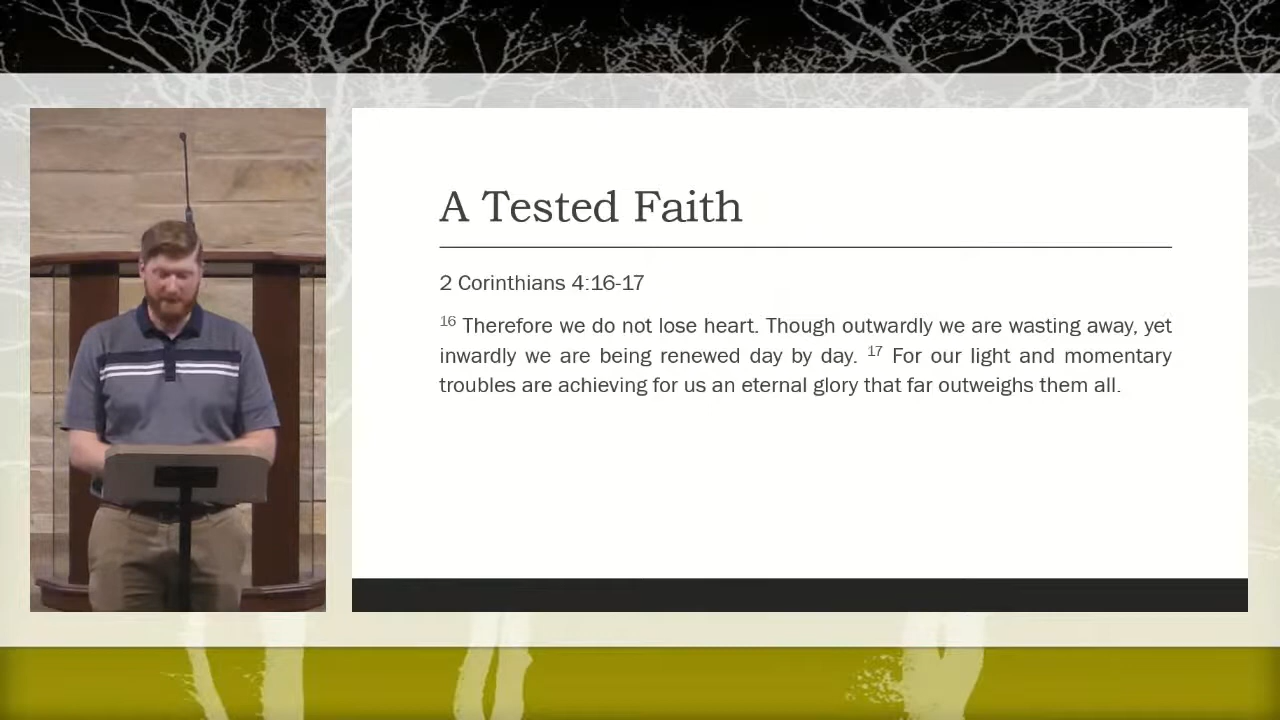 A Tested Faith
2 Corinthians 4:16-17
16 Therefore we do not lose heart. Though outwardly we are wasting away, yet
inwardly we are being renewed day by day. 17 For our light and momentary
troubles are achieving for us an eternal glory that far outweighs them all.